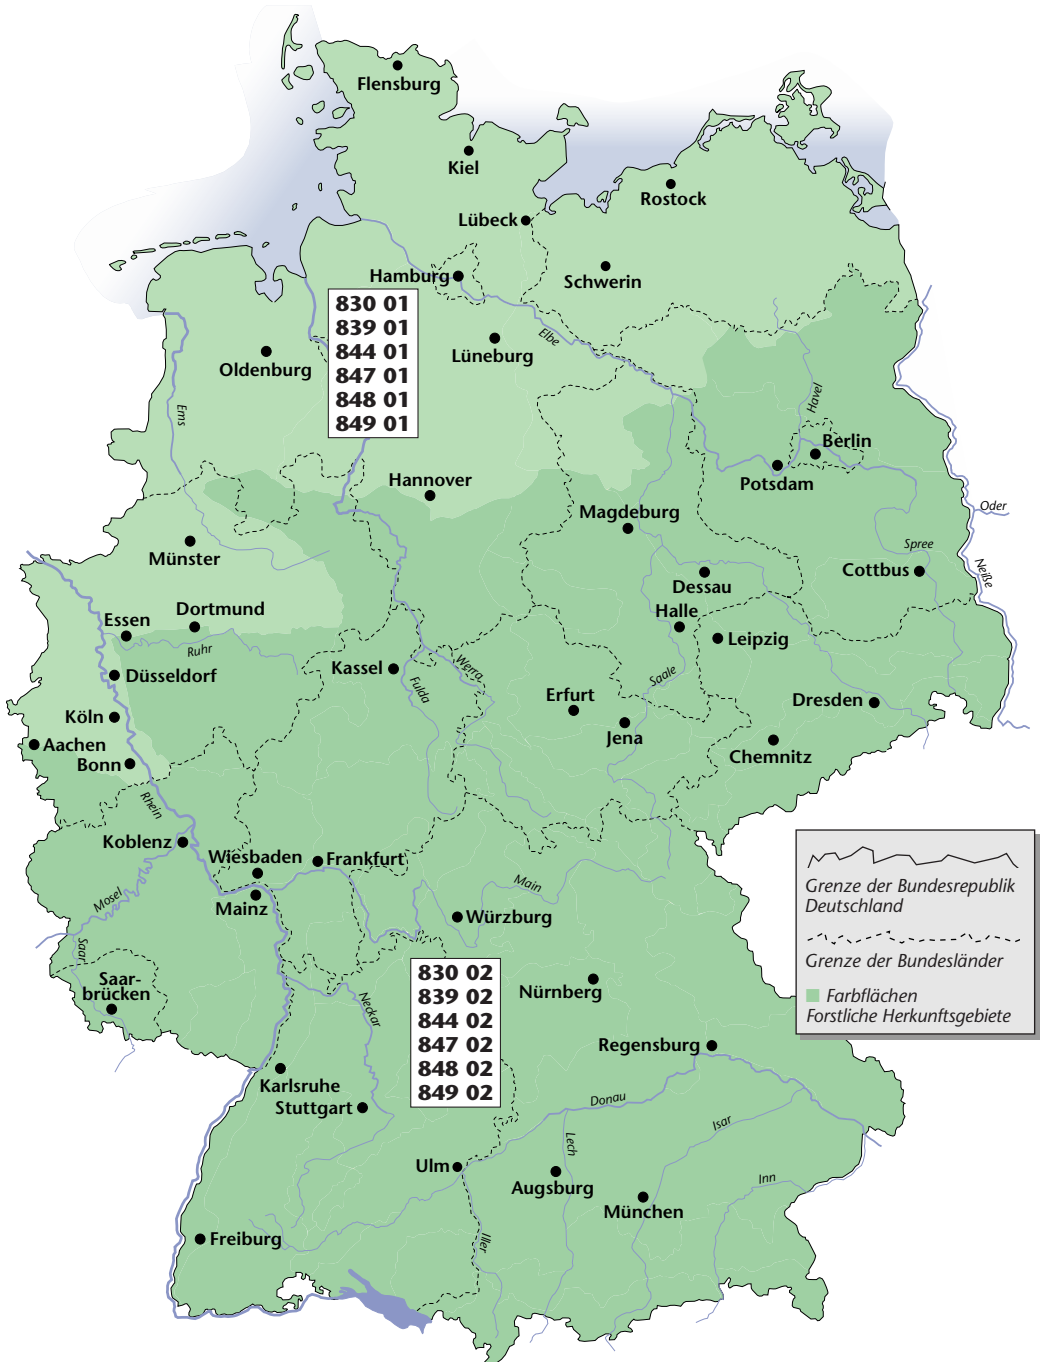 Flensburg
Kiel
Rostock
Lübeck
Hamburg
Schwerin
830 01
839 01
844 01
847 01
848 01
849 01
Elbe
Lüneburg
Oldenburg
Ems
Havel
Berlin
Hannover
Potsdam
Magdeburg
Oder
Münster
Spree
Cottbus
Neiße
Dessau
Halle
Dortmund
Essen
Leipzig
Ruhr
Düsseldorf
Kassel
Werra
Fulda
Saale
Erfurt
Dresden
Köln
Jena
Aachen
Bonn
Chemnitz
Rhein
Koblenz
Wiesbaden
Frankfurt
Mosel
Mainz
Main
Würzburg
Grenze der Bundesrepublik
Deutschland
Grenze der Bundesländer
Farbflächen
Forstliche Herkunftsgebiete
Saar
Saar-
brücken
830 02
839 02
844 02
847 02
848 02
849 02
Nürnberg
Neckar
Regensburg
Karlsruhe
Stuttgart
Donau
Isar
Lech
Ulm
Augsburg
Inn
München
Freiburg
Iller